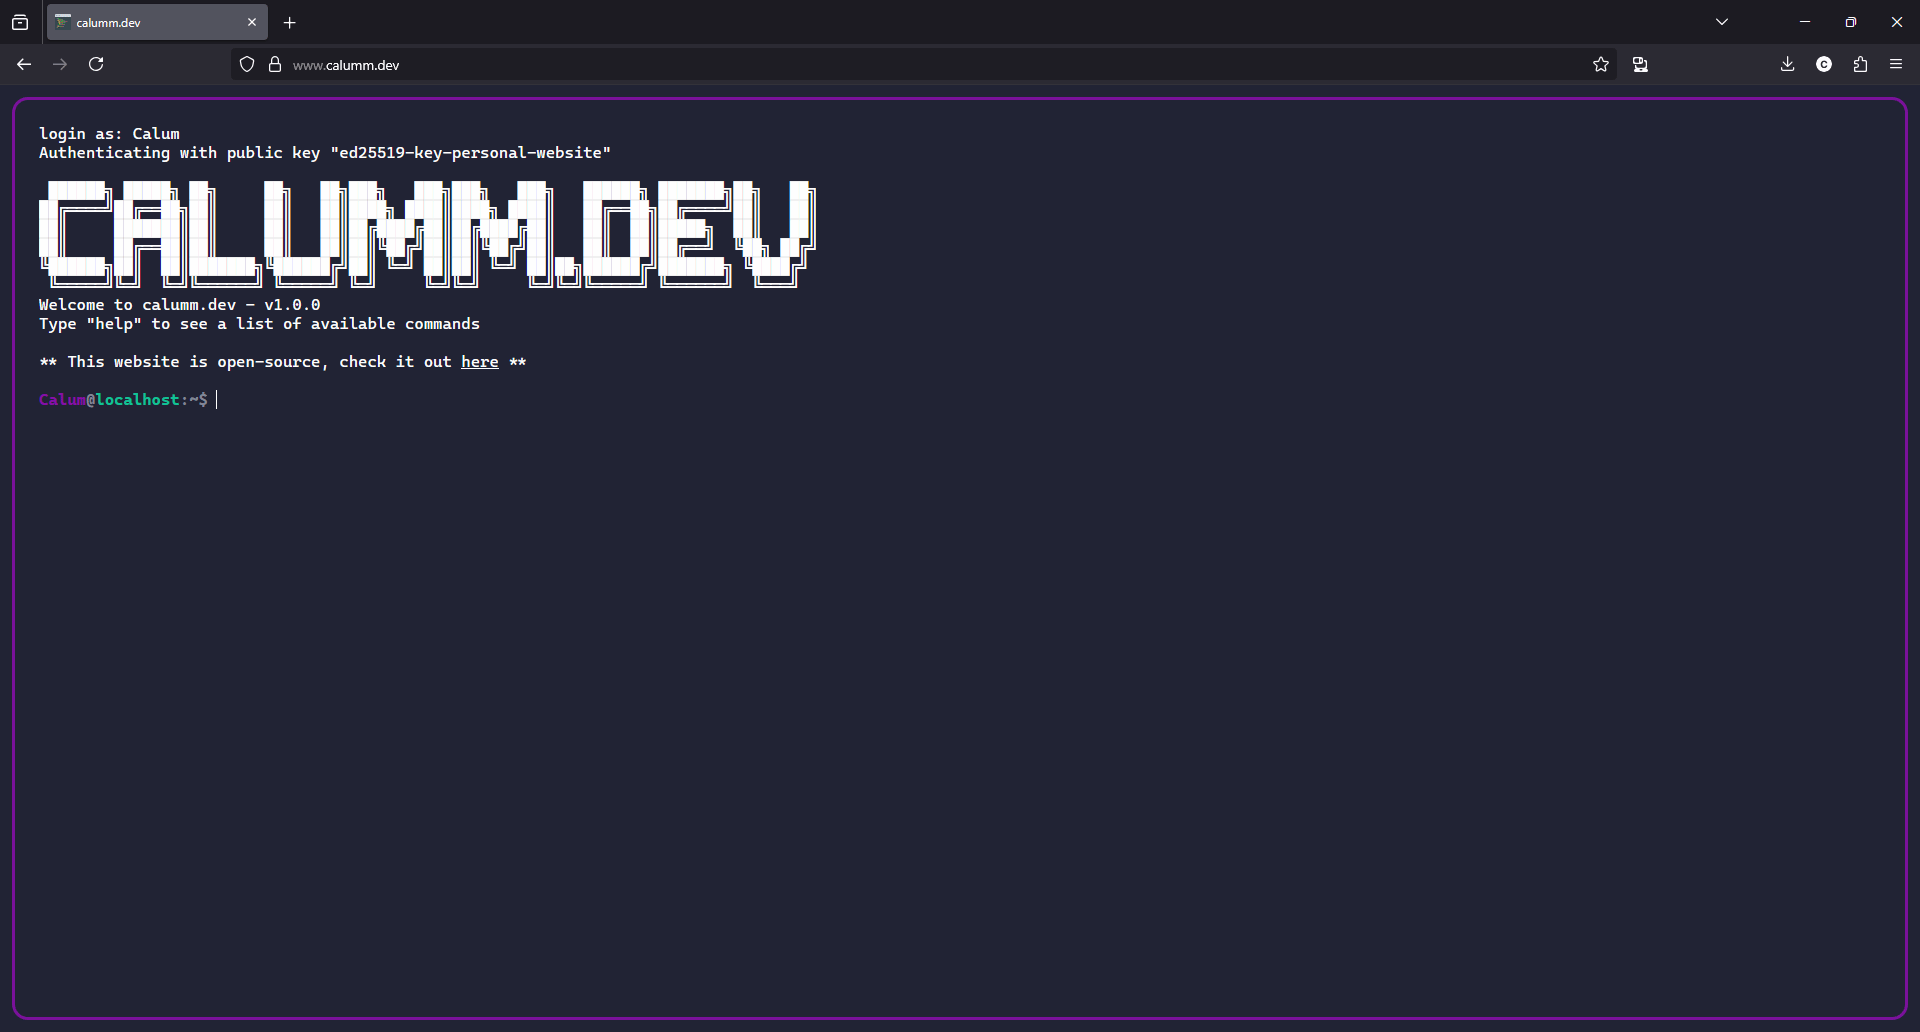 calumm.dev
www.calumm.dev
C
login as: Calum
Authenticating with public key "ed25519-key-personal-website"
CALUMM.DEV
Welcome to calumm.dev - v1.0.0
Type "help" to see a list of available commands
** This website is open-source, check it out here **
Calum@localhost:~$